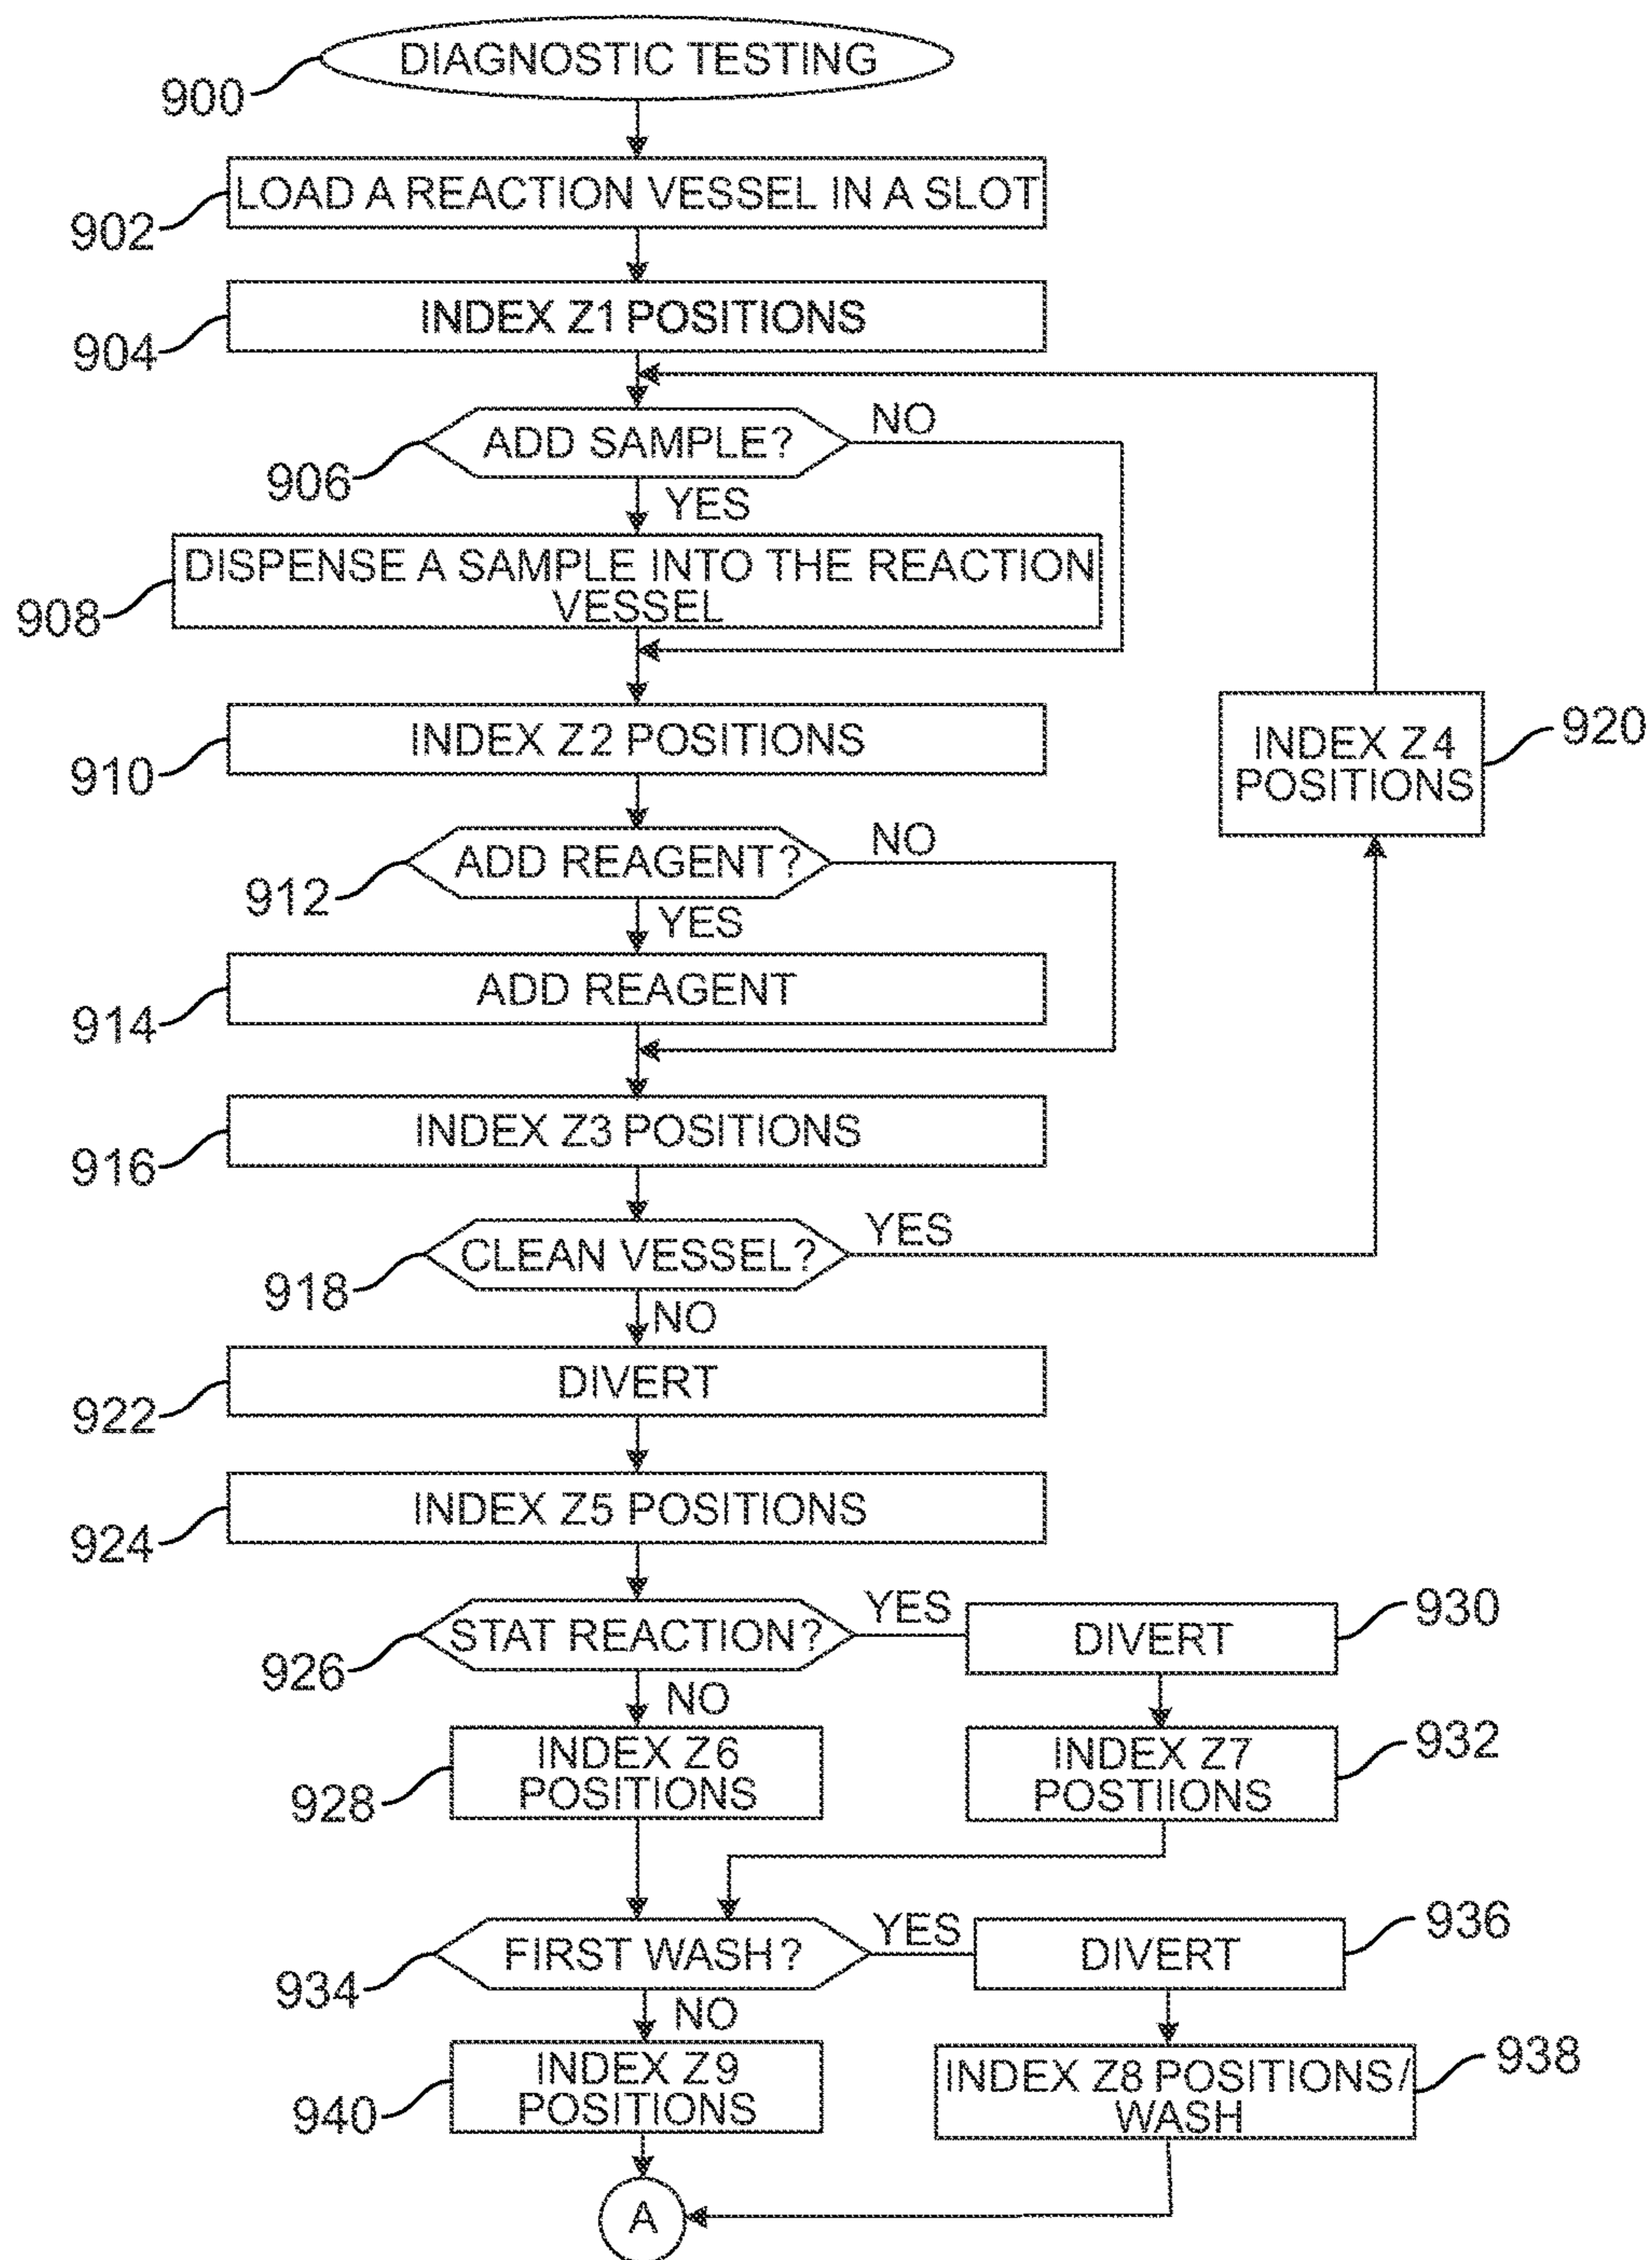 DIAGNOSTIC TESTING
900
LOAD A REACTION VESSEL IN A SLOT
902
INDEX Z1 POSITIONS
904
ADD SAMPLE?
NO
906
YES
DISPENSE A SAMPLE INTO THE REACTION
VESSEL
908
INDEX Z2 POSITIONS
910
INDEX Z4
POSITIONS
920
ADD REAGENT?
NO
912
YES
ADD REAGENT
914
INDEX Z3 POSITIONS
916
CLEAN VESSEL?
YES
918
NO
DIVERT
922
INDEX Z5 POSITIONS
924
STAT REACTION?
YES
926
DIVERT
930
NO
INDEX Z6
POSITIONS
928
INDEX Z7
POSTIIONS
932
FIRST WASH?
YES
934
DIVERT
936
NO
INDEX Z9
POSITIONS
940
INDEX Z8 POSITIONS/
WASH
938
A